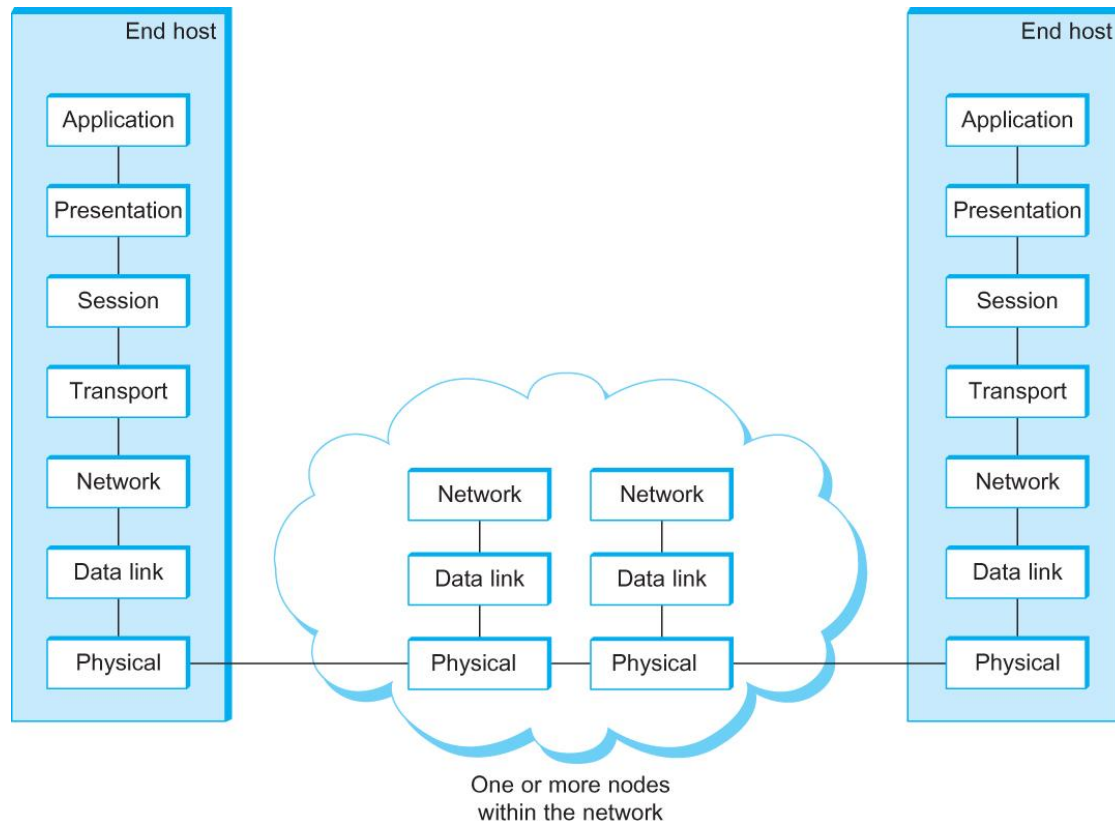 End host
Application
Presentation
Session
Transport
Network
Data link
Physical
Network
Data link
Physical
Network
Data link
Physical
One or more nodes
within the network
End host
Application
Presentation
Session
Transport
Network
Data link
Physical